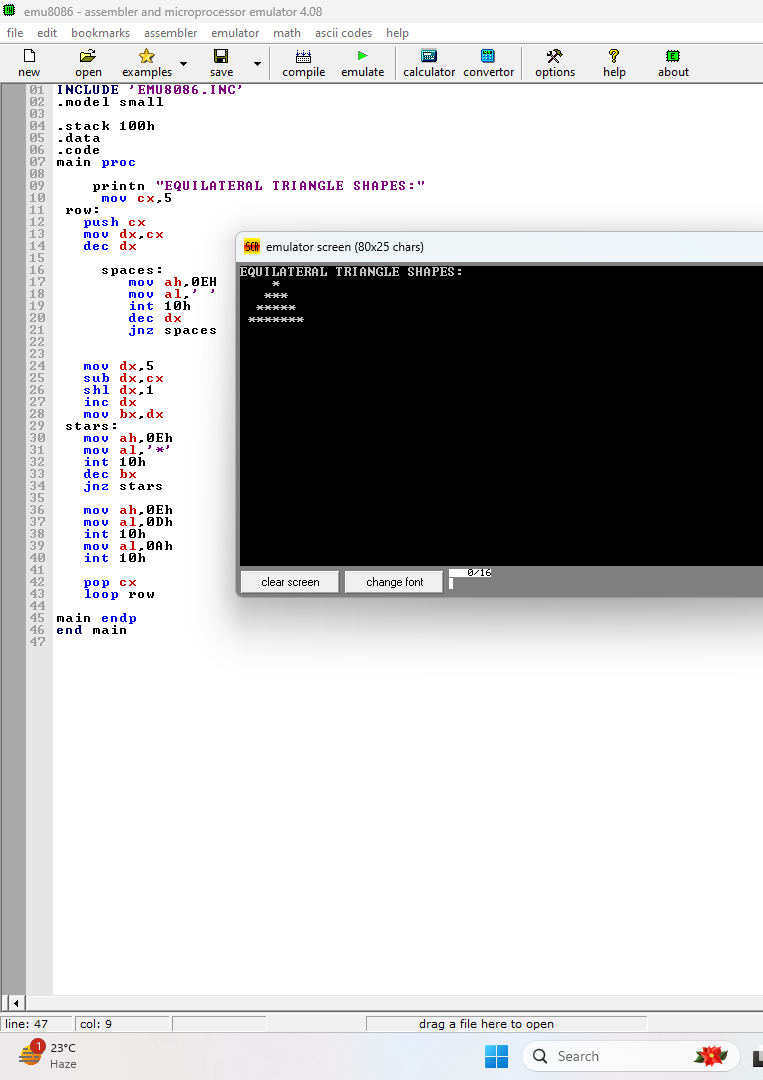 emu8086 - assembler and microprocessor emulator 4.08
file edit bookmarks assembler emulator math ascii codes help
new open examples save compile emulate calculator convertor options help about
01 INCLUDE 'EMU8086.INC'
02 .model small
03
04 .stack 100h
05 .data
06 .code
07 main proc
08
09 printn "EQUILATERAL TRIANGLE SHAPES:"
10 mov cx,5
11 row:
12 push cx
13 mov dx,cx
14 dec dx
15
16 spaces:
17 mov ah,0EH
18 mov al,' '
19 int 10h
20 dec dx
21 jnz spaces
22
23
24 mov dx,5
25 sub dx,cx
26 shl dx,1
27 inc dx
28 mov bx,dx
29 stars:
30 mov ah,0Eh
31 mov al,'*'
32 int 10h
33 dec bx
34 jnz stars
35
36 mov ah,0Eh
37 mov al,0Dh
38 int 10h
39 mov al,0Ah
40 int 10h
41
42 pop cx
43 loop row
44
45 main endp
46 end main
47
SCR emulator screen (80x25 chars)
EQUILATERAL TRIANGLE SHAPES:
*
***
*****
*******
clear screen change font 0/16
line: 47 col: 9 drag a file here to open
1 23°C
Haze
Search